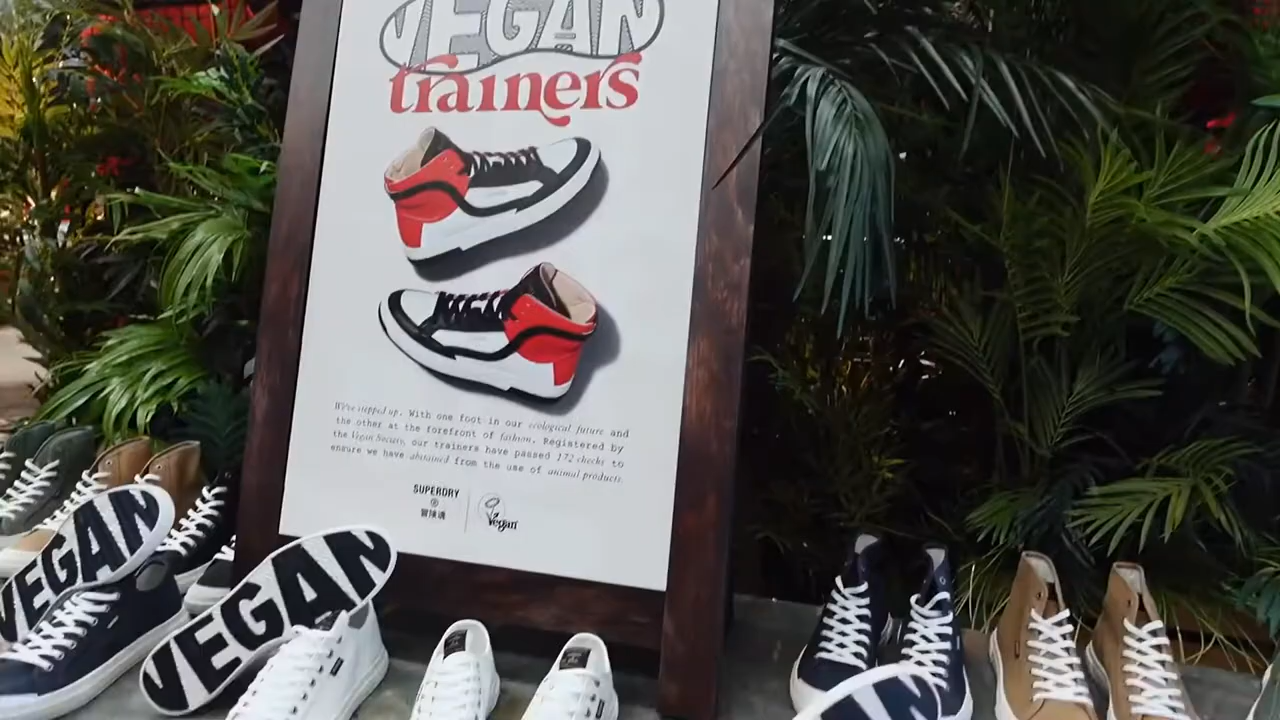 VEGAN
trainers
We've stepped up. With one foot in our ecological future and
the other at the forefront of fashion. Registered by
the Vegan Society, our trainers have passed 172 checks to
ensure we have abstained from the use of animal products.
SUPERDRY
vegan
VEGAN
VEGAN